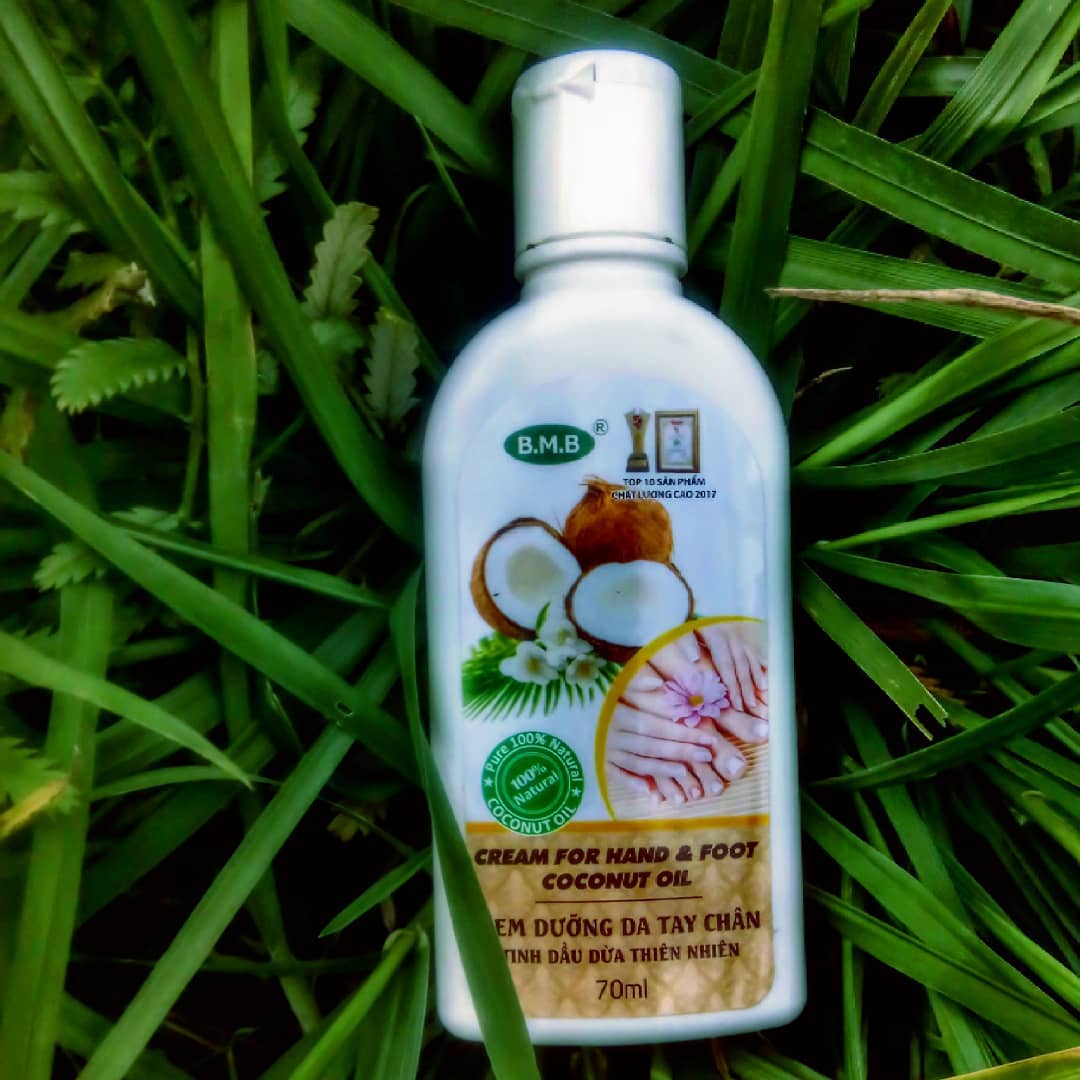 B.M.B ®
TOP 10 SẢN PHẨM
CHẤT LƯỢNG CAO 2017
Pure 100% Natural
100%
Natural
COCONUT OIL
CREAM FOR HAND & FOOT
COCONUT OIL
EM DƯỠNG DA TAY CHÂN
TINH DẦU DỪA THIÊN NHIÊN
70ml